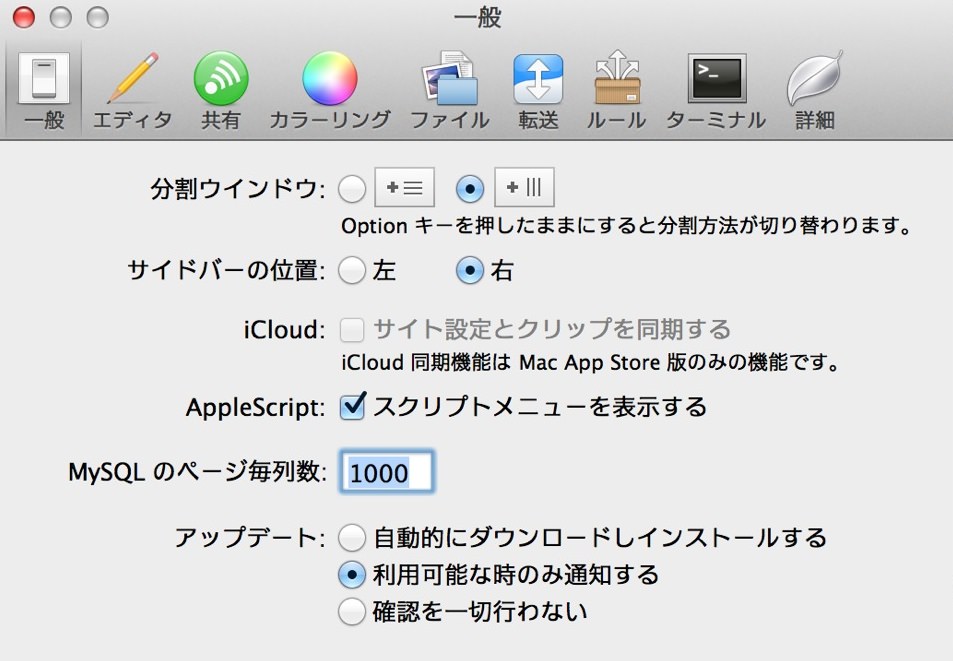 一般
一般 エディタ 共有 カラーリング ファイル 転送 ルール ターミナル 詳細
分割ウインドウ:
Option キーを押したままにすると分割方法が切り替わります。
サイドバーの位置: 左 右
iCloud: サイト設定とクリップを同期する
iCloud 同期機能は Mac App Store 版のみの機能です。
AppleScript: スクリプトメニューを表示する
MySQL のページ毎列数: 1000
アップデート: 自動的にダウンロードしインストールする
利用可能な時のみ通知する
確認を一切行わない